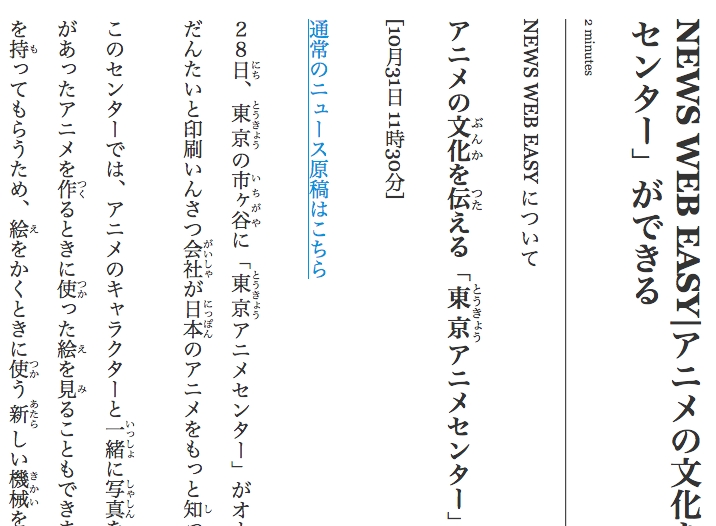 NEWS WEB EASY|アニメの文化
センター」ができる
2 minutes
NEWS WEB EASY について
アニメの文化を伝える「東京アニメセンター」
[10月31日 11時30分]
通常のニュース原稿はこちら
28日、東京の市ヶ谷に「東京アニメセンター」がオ
だんたいと印刷いんさつ会社が日本のアニメをもっと知
このセンターでは、アニメのキャラクターと一緒に写真を
があったアニメを作るときに使った絵を見ることもでき
を持ってもらうため、絵をかくときに使う新しい機械を